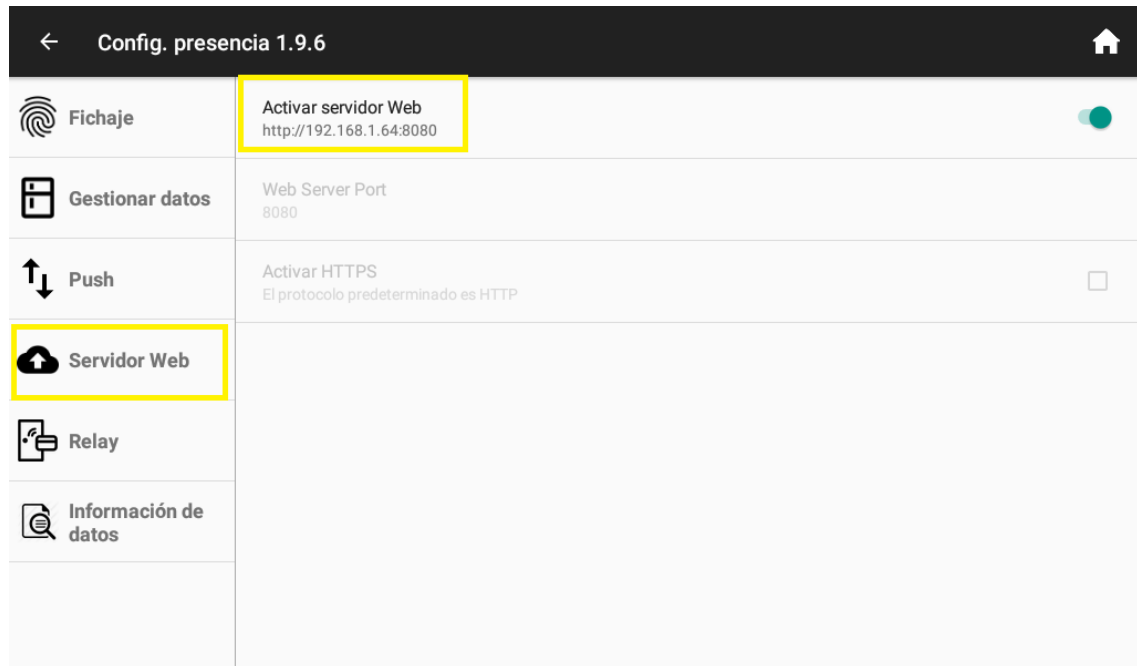 Config. presencia 1.9.6
Fichaje
Gestionar datos
Push
Servidor Web
Relay
Información de
datos
Activar servidor Web
http://192.168.1.64:8080
Web Server Port
8080
Activar HTTPS
El protocolo predeterminado es HTTP